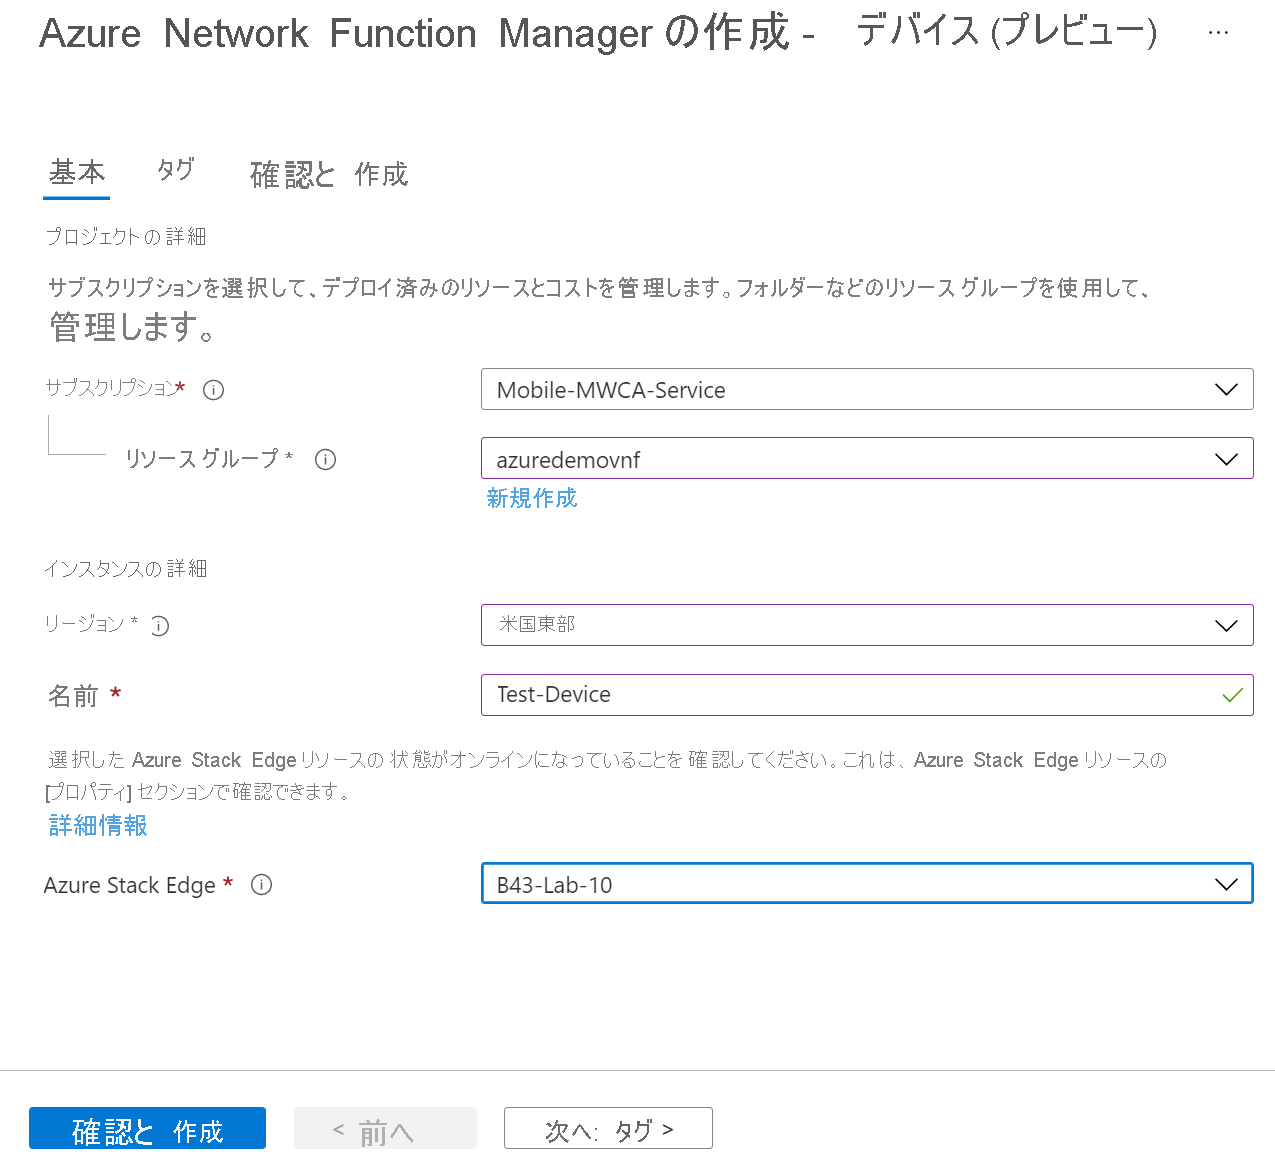 Azure Network Function Manager の作成 - デバイス (プレビュー) ...
基本 タグ 確認と 作成
プロジェクトの詳細
サブスクリプションを選択して、デプロイ済みのリソースとコストを管理します。フォルダーなどのリソース グループを使用して、
管理します。
サブスクリプション* Mobile-MWCA-Service
リソース グループ * azuredemovnf
新規作成
インスタンスの詳細
リージョン * 米国東部
名前 * Test-Device
選択した Azure Stack Edge リソースの 状態がオンラインになっていることを 確認してください。これは、Azure Stack Edge リソースの
[プロパティ] セクションで確認できます。
詳細情報
Azure Stack Edge * B43-Lab-10
確認と 作成 < 前へ 次へ: タグ >